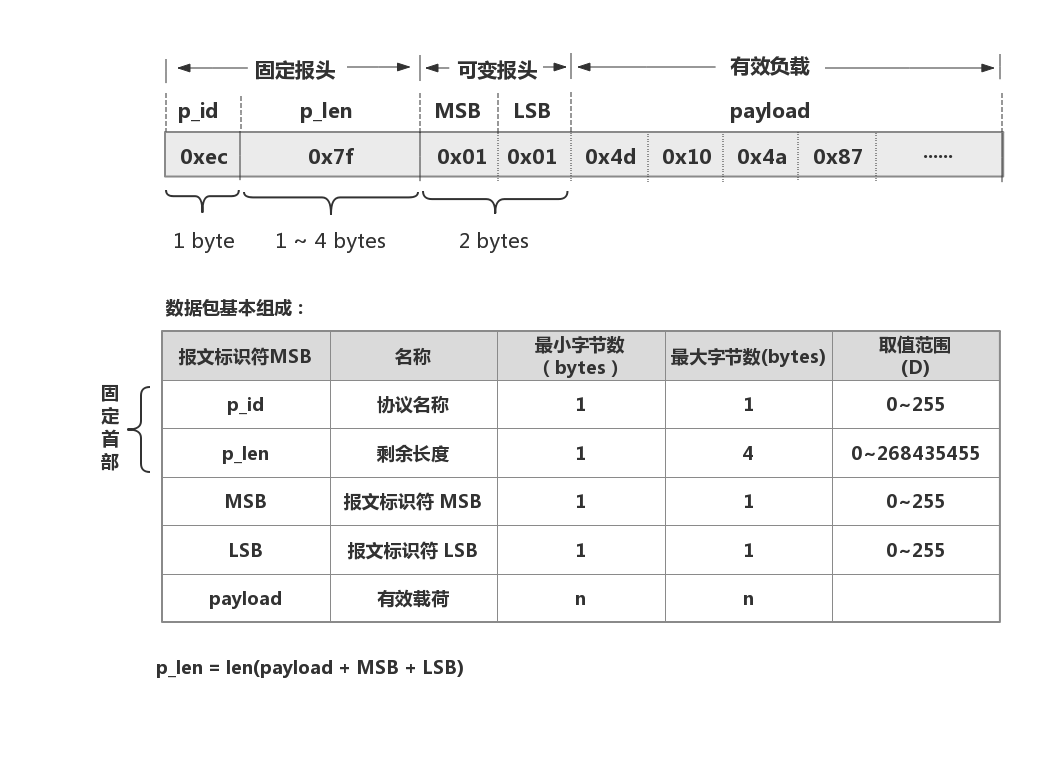 固定报头 可变报头 有效负载
p_id p_len MSB LSB payload
0xec 0x7f 0x01 0x01 0x4d 0x10 0x4a 0x87 ······
1 byte 1 ~ 4 bytes 2 bytes
数据包基本组成：
报文标识符MSB 名称 最小字节数（bytes） 最大字节数(bytes) 取值范围(D)
固定首部
p_id 协议名称 1 1 0~255
p_len 剩余长度 1 4 0~268435455
MSB 报文标识符 MSB 1 1 0~255
LSB 报文标识符 LSB 1 1 0~255
payload 有效载荷 n n
p_len = len(payload + MSB + LSB)